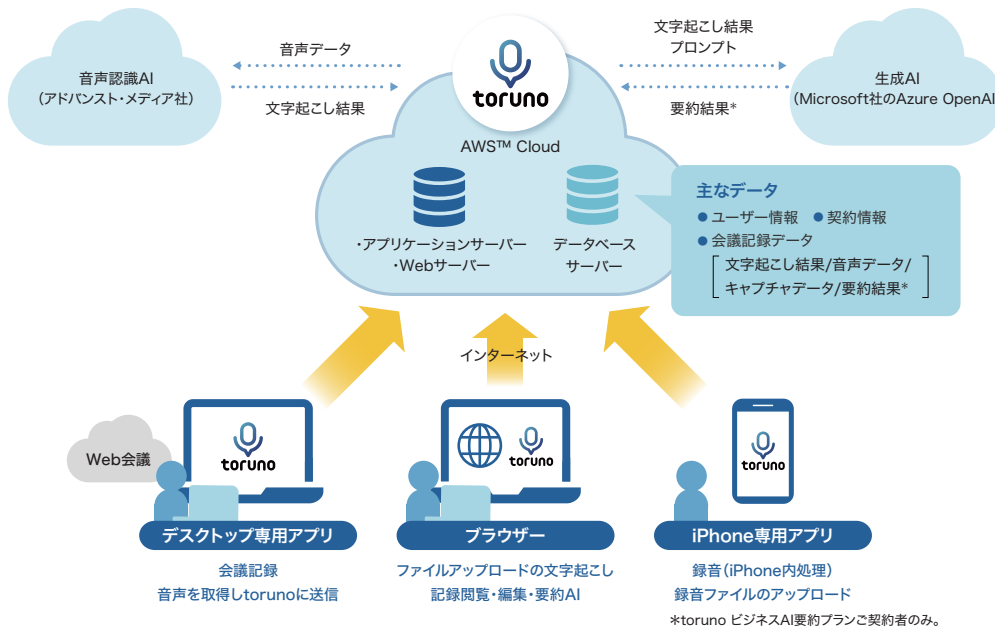 音声認識AI
(アドバンスト・メディア社)
音声データ
文字起こし結果
toruno
文字起こし結果
プロンプト
要約結果*
生成AI
(Microsoft社のAzure OpenAI
AWS™ Cloud
・アプリケーションサーバー
・Webサーバー
データベース
サーバー
主なデータ
● ユーザー情報 ● 契約情報
● 会議記録データ
[文字起こし結果/音声データ/
キャプチャデータ/要約結果*]
インターネット
Web会議
toruno
toruno
toruno
デスクトップ専用アプリ
会議記録
音声を取得しtorunoに送信
ブラウザー
ファイルアップロードの文字起こし
記録閲覧・編集・要約AI
iPhone専用アプリ
録音(iPhone内処理)
録音ファイルのアップロード
*toruno ビジネスAI要約プランご契約者のみ。